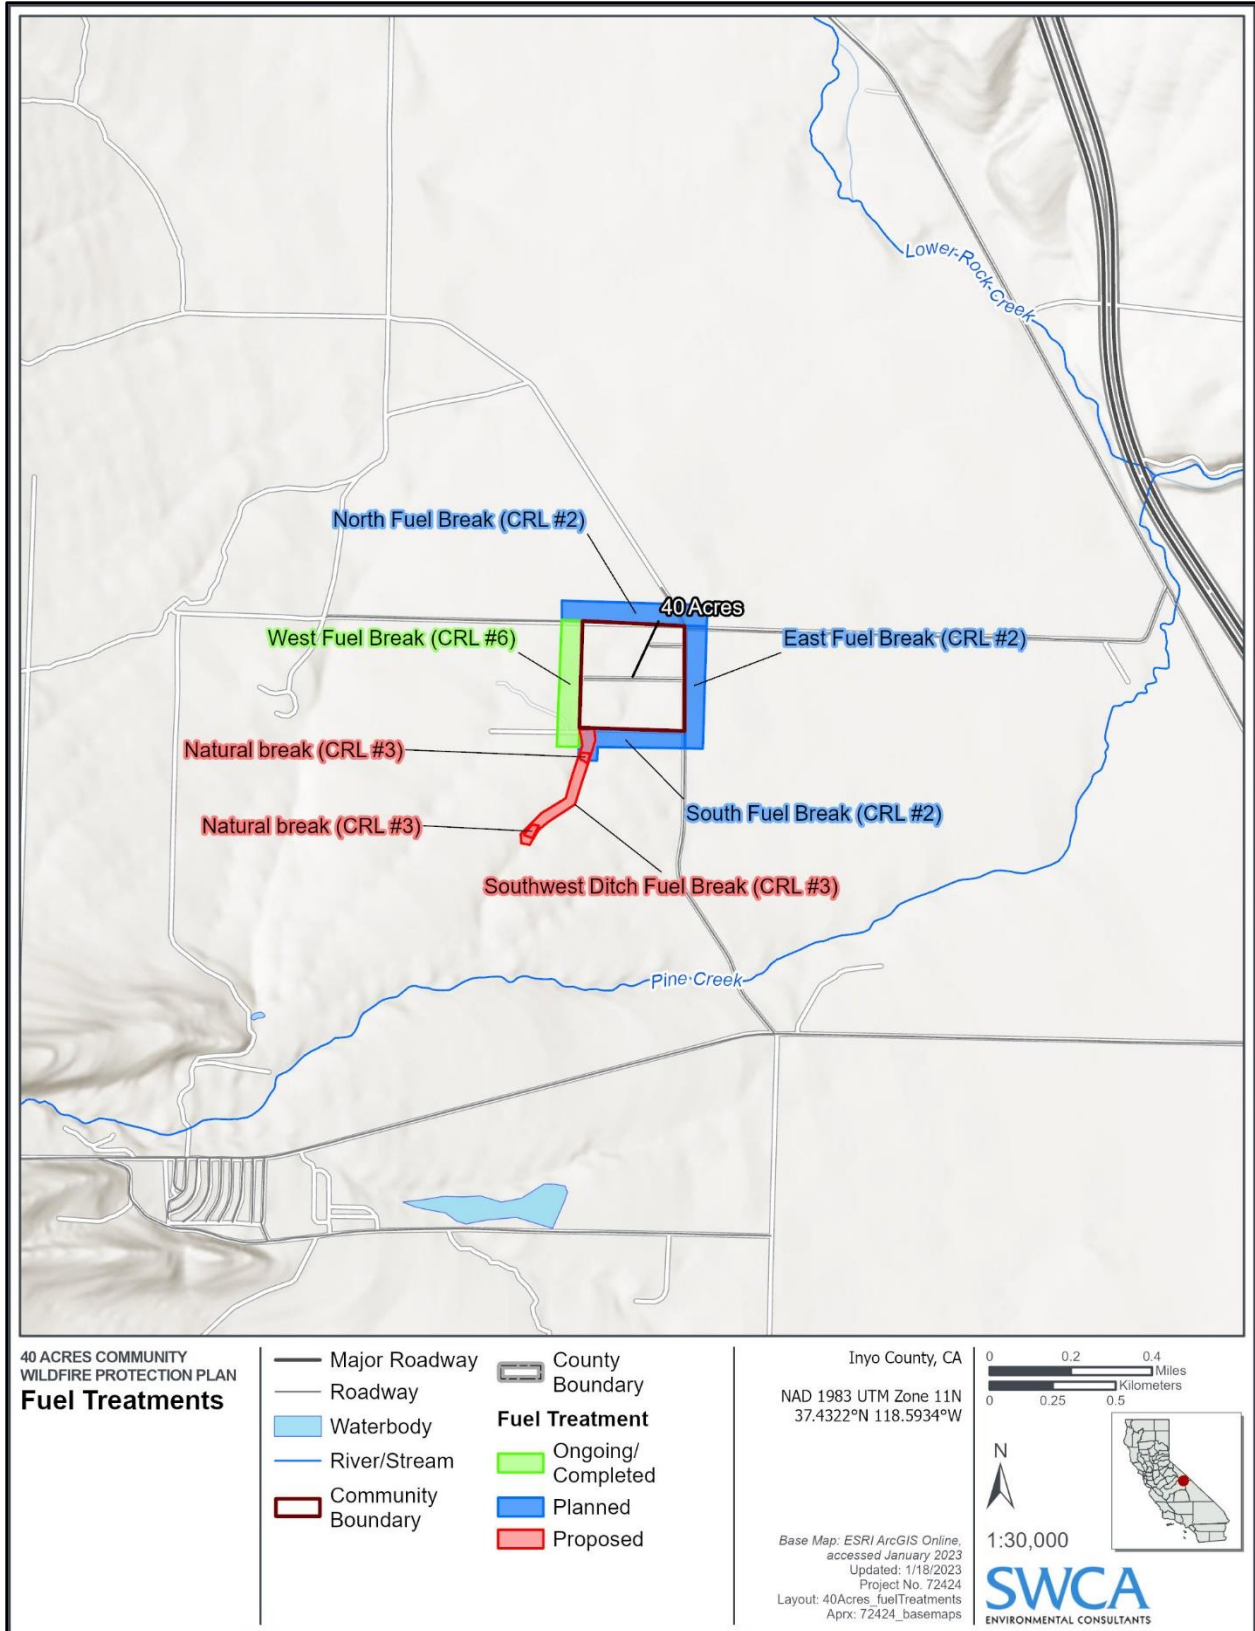 Lower-Rock-Creek
North Fuel Break (CRL #2)
40 Acres
West Fuel Break (CRL #6)
East Fuel Break (CRL #2)
Natural break (CRL #3)
South Fuel Break (CRL #2)
Natural break (CRL #3)
Southwest Ditch Fuel Break (CRL #3)
Pine Creek
40 ACRES COMMUNITY
WILDFIRE PROTECTION PLAN
Fuel Treatments
Major Roadway
Roadway
Waterbody
River/Stream
Community
Boundary
County
Boundary
Fuel Treatment
Ongoing/
Completed
Planned
Proposed
Inyo County, CA
NAD 1983 UTM Zone 11N
37.4322°N 118.5934°W
Base Map: ESRI ArcGIS Online,
accessed January 2023
Updated: 1/18/2023
Project No. 72424
Layout: 40Acres_fuelTreatments
Aprx: 72424_basemaps
0 0.2 0.4
Miles
Kilometers
0 0.25 0.5
N
1:30,000
SWCA
ENVIRONMENTAL CONSULTANTS